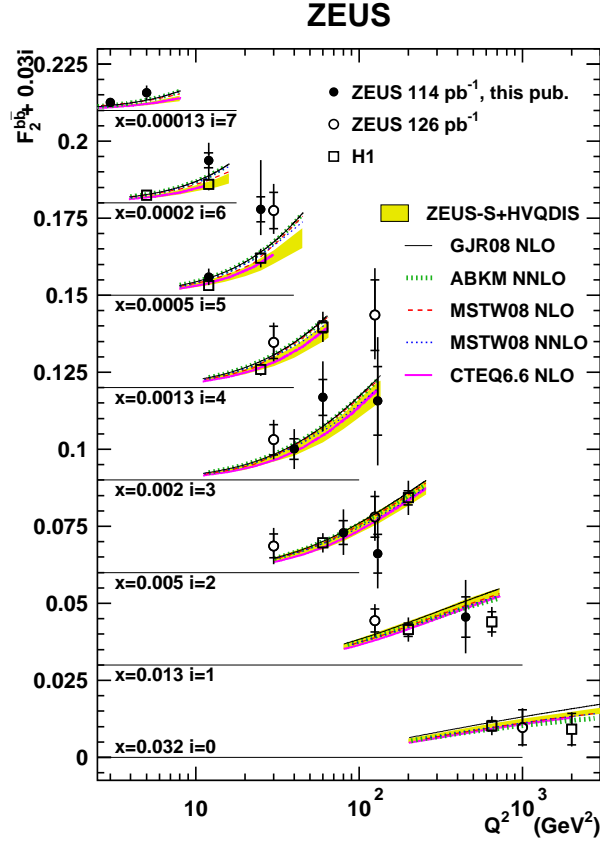 ZEUS
F₂^{bb̄} + 0.03i
0.225
0.2
0.175
0.15
0.125
0.1
0.075
0.05
0.025
0
ZEUS 114 pb⁻¹, this pub.
ZEUS 126 pb⁻¹
H1
ZEUS-S+HVQDIS
GJR08 NLO
ABKM NNLO
MSTW08 NLO
MSTW08 NNLO
CTEQ6.6 NLO
x=0.00013 i=7
x=0.0002 i=6
x=0.0005 i=5
x=0.0013 i=4
x=0.002 i=3
x=0.005 i=2
x=0.013 i=1
x=0.032 i=0
10 10² 10³
Q² (GeV²)